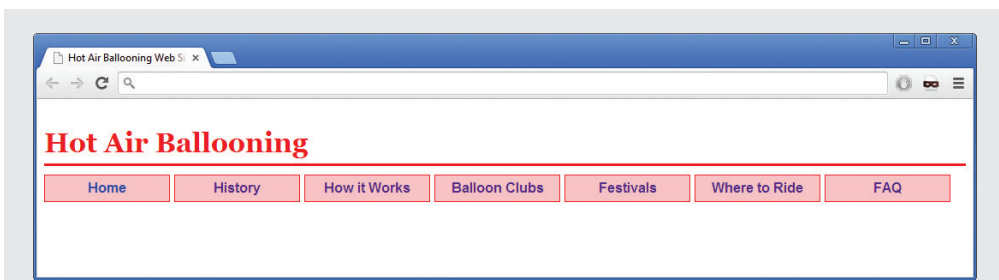 Hot Air Ballooning Web Si
Hot Air Ballooning
Home History How it Works Balloon Clubs Festivals Where to Ride FAQ